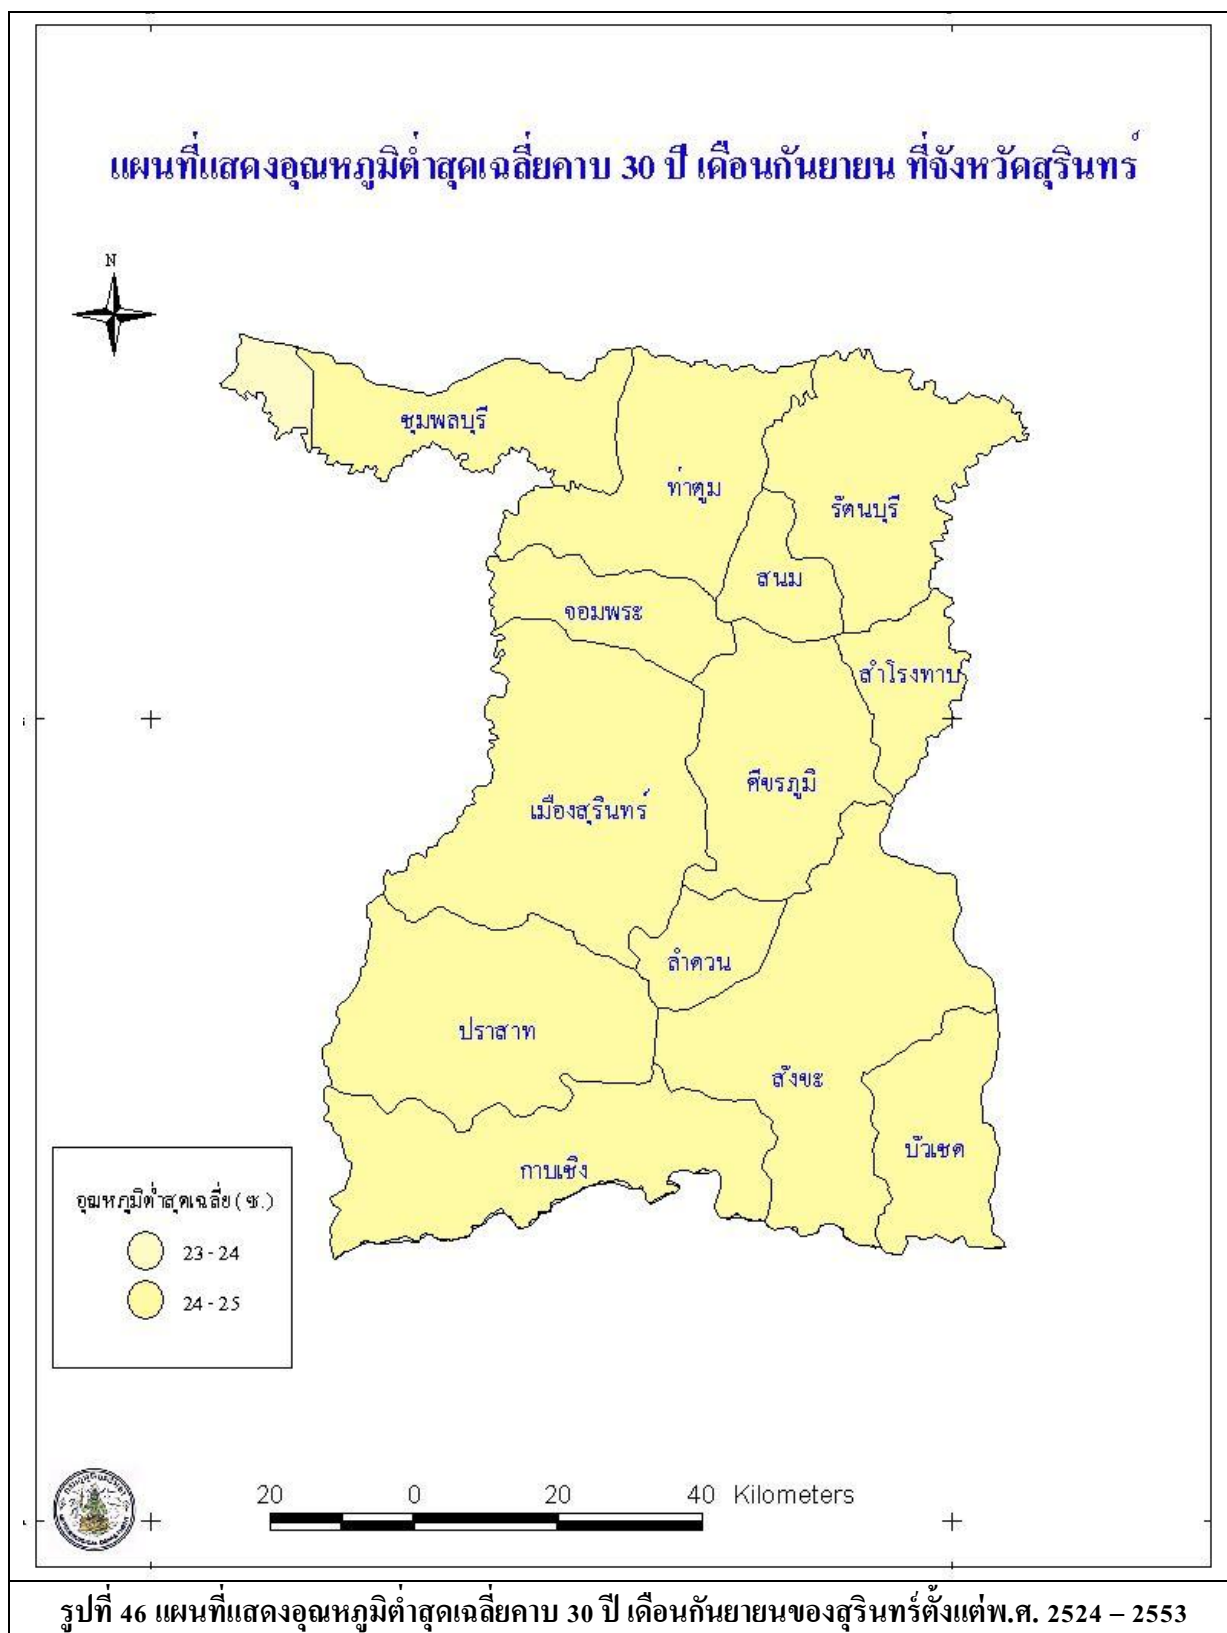 แผนที่แสดงอุณหภูมิต่ำสุดเฉลี่ยคาบ 30 ปี เดือนกันยายน ที่จังหวัดสุรินทร์
N
ชุมพลบุรี
ท่าตูม
รัตนบุรี
สนม
จอมพระ
สำโรงทาบ
ศีขรภูมิ
เมืองสุรินทร์
ลำดวน
ปราสาท
สังขะ
บัวเชด
กาบเชิง
อุณหภูมิต่ำสุดเฉลี่ย (ซ.)
23 - 24
24 - 25
20 0 20 40 Kilometers
รูปที่ 46 แผนที่แสดงอุณหภูมิต่ำสุดเฉลี่ยคาบ 30 ปี เดือนกันยายนของสุรินทร์ตั้งแต่พ.ศ. 2524 – 2553